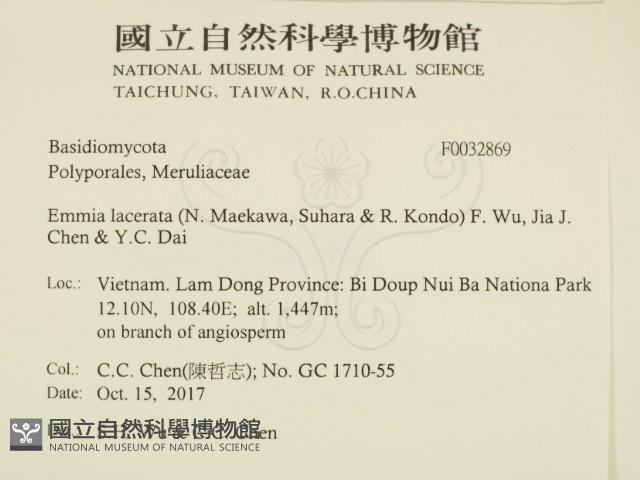 國立自然科學博物館
NATIONAL MUSEUM OF NATURAL SCIENCE
TAICHUNG, TAIWAN, R.O.CHINA
Basidiomycota F0032869
Polyporales, Meruliaceae
Emmia lacerata (N. Maekawa, Suhara & R. Kondo) F. Wu, Jia J.
Chen & Y.C. Dai
Loc.: Vietnam. Lam Dong Province: Bi Doup Nui Ba Nationa Park
12.10N, 108.40E; alt. 1,447m;
on branch of angiosperm
Col.: C.C. Chen(陳哲志); No. GC 1710-55
Date: Oct. 15, 2017
Wu & C.C. Chen
國立自然科學博物館
NATIONAL MUSEUM OF NATURAL SCIENCE